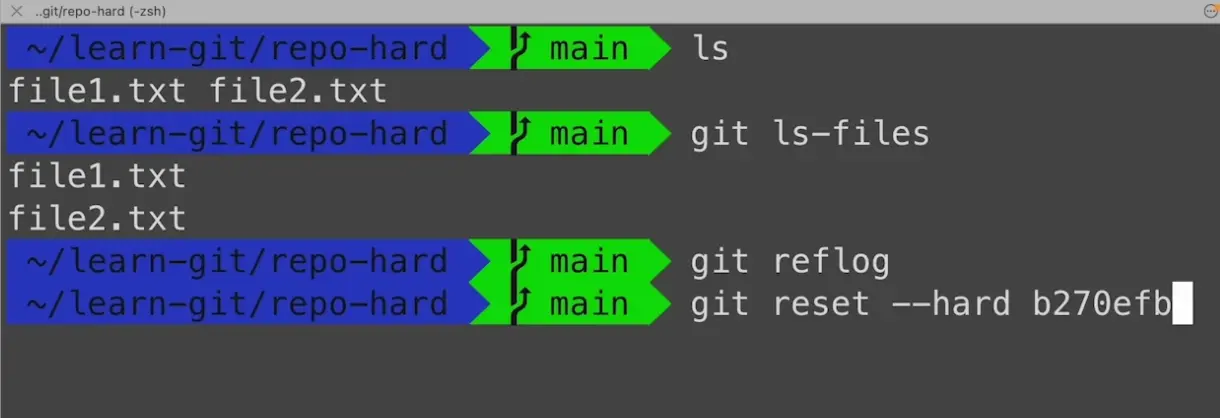 ..git/repo-hard (-zsh)
~/learn-git/repo-hard main ls
file1.txt file2.txt
~/learn-git/repo-hard main git ls-files
file1.txt
file2.txt
~/learn-git/repo-hard main git reflog
~/learn-git/repo-hard main git reset --hard b270efb